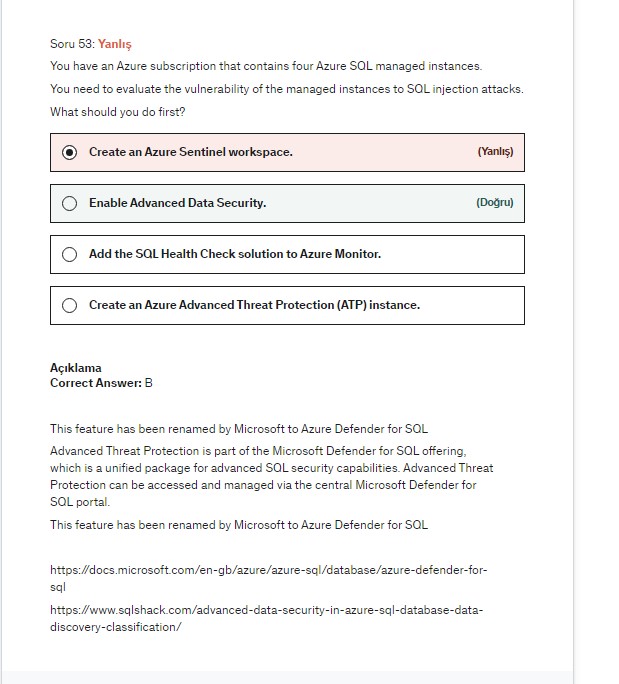 Soru 53: Yanlış
You have an Azure subscription that contains four Azure SQL managed instances.
You need to evaluate the vulnerability of the managed instances to SQL injection attacks.
What should you do first?
Create an Azure Sentinel workspace. (Yanlış)
Enable Advanced Data Security. (Doğru)
Add the SQL Health Check solution to Azure Monitor.
Create an Azure Advanced Threat Protection (ATP) instance.
Açıklama
Correct Answer: B
This feature has been renamed by Microsoft to Azure Defender for SQL
Advanced Threat Protection is part of the Microsoft Defender for SQL offering,
which is a unified package for advanced SQL security capabilities. Advanced Threat
Protection can be accessed and managed via the central Microsoft Defender for
SQL portal.
This feature has been renamed by Microsoft to Azure Defender for SQL
https://docs.microsoft.com/en-gb/azure/azure-sql/database/azure-defender-for-
sql
https://www.sqlshack.com/advanced-data-security-in-azure-sql-database-data-
discovery-classification/